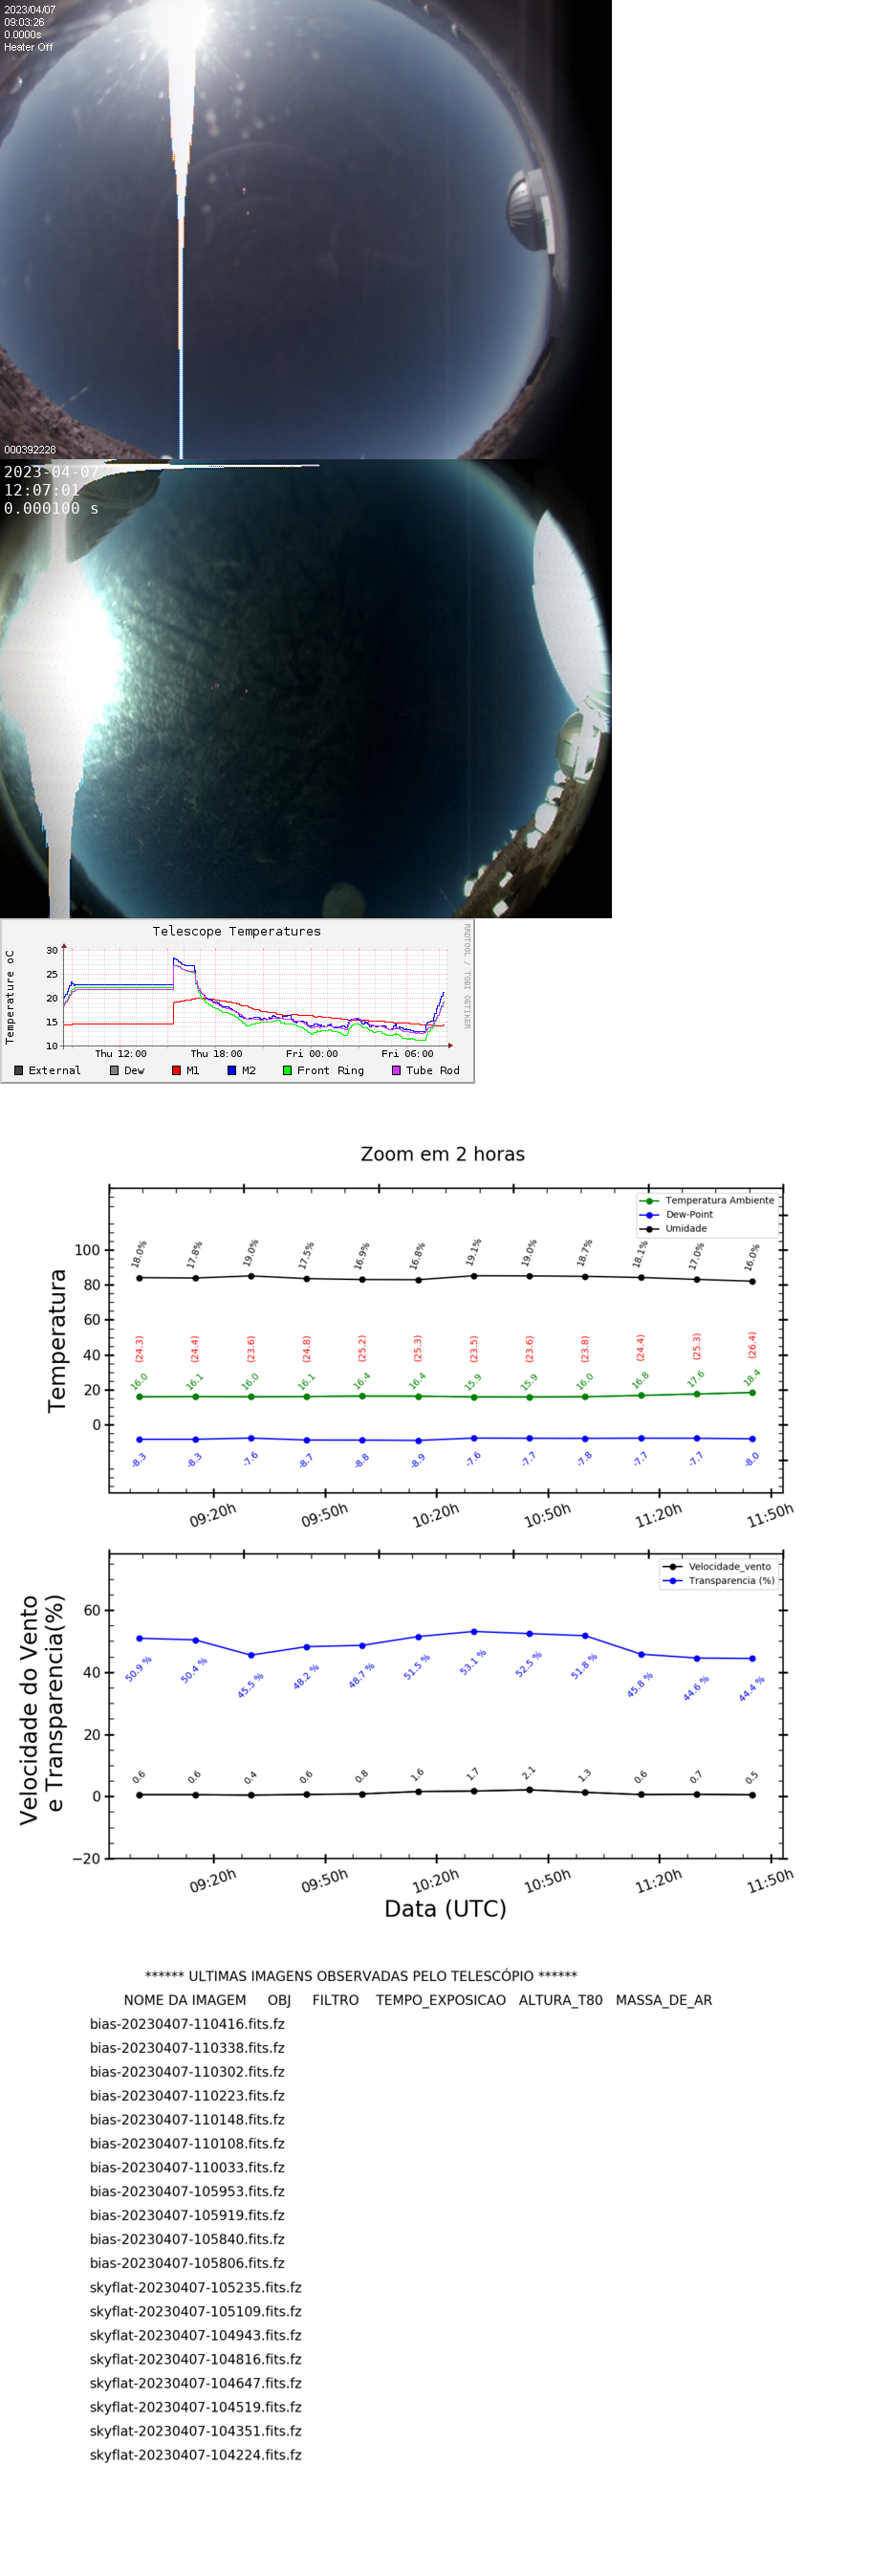 2023/04/07
09:03:26
0.0000s
Heater Off
000392228
2023-04-07
12:07:01
0.000100 s
Telescope Temperatures
RRDTOOL / TOBI OETIKER
Temperature oC
30
25
20
15
10
Thu 12:00 Thu 18:00 Fri 00:00 Fri 06:00
External Dew M1 M2 Front Ring Tube Rod
Zoom em 2 horas
Temperatura Ambiente
Dew-Point
Umidade
Temperatura
100
80
60
40
20
0
18.0% 17.8% 19.0% 17.5% 16.9% 16.8% 19.1% 19.0% 18.7% 18.1% 17.0% 16.0%
(24.3) (24.4) (23.6) (24.8) (25.2) (25.3) (23.5) (23.6) (23.8) (24.4) (25.3) (26.4)
16.0 16.1 16.0 16.1 16.4 16.4 15.9 15.9 16.0 16.8 17.6 18.4
-8.3 -8.3 -7.6 -8.7 -8.8 -8.9 -7.6 -7.7 -7.8 -7.7 -7.7 -8.0
09:20h 09:50h 10:20h 10:50h 11:20h 11:50h
Velocidade_vento
Transparencia (%)
Velocidade do Vento
e Transparencia(%)
60
40
20
0
−20
50.9 % 50.4 % 45.5 % 48.2 % 48.7 % 51.5 % 53.1 % 52.5 % 51.8 % 45.8 % 44.6 % 44.4 %
0.6 0.6 0.4 0.6 0.8 1.6 1.7 2.1 1.3 0.6 0.7 0.5
09:20h 09:50h 10:20h 10:50h 11:20h 11:50h
Data (UTC)
****** ULTIMAS IMAGENS OBSERVADAS PELO TELESCÓPIO ******
NOME DA IMAGEM OBJ FILTRO TEMPO_EXPOSICAO ALTURA_T80 MASSA_DE_AR
bias-20230407-110416.fits.fz
bias-20230407-110338.fits.fz
bias-20230407-110302.fits.fz
bias-20230407-110223.fits.fz
bias-20230407-110148.fits.fz
bias-20230407-110108.fits.fz
bias-20230407-110033.fits.fz
bias-20230407-105953.fits.fz
bias-20230407-105919.fits.fz
bias-20230407-105840.fits.fz
bias-20230407-105806.fits.fz
skyflat-20230407-105235.fits.fz
skyflat-20230407-105109.fits.fz
skyflat-20230407-104943.fits.fz
skyflat-20230407-104816.fits.fz
skyflat-20230407-104647.fits.fz
skyflat-20230407-104519.fits.fz
skyflat-20230407-104351.fits.fz
skyflat-20230407-104224.fits.fz